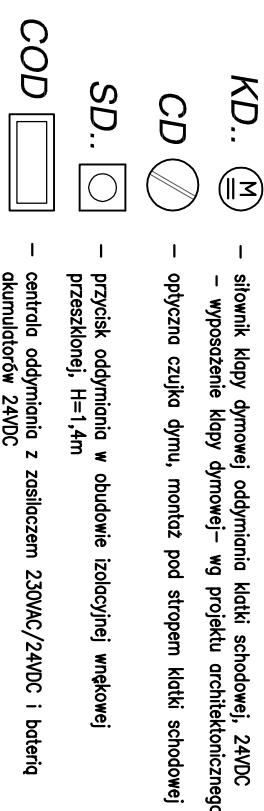 KD.. M – siłownik klapy dymowej oddymiania klatki schodowej, 24VDC
– wyposażenie klapy dymowej– wg projektu architektonicznego
CD – optyczna czujka dymu, montaż pod stropem klatki schodowej
SD.. – przycisk oddymiania w obudowie izolacyjnej wnękowej
przeszklonej, H=1,4m
COD – centrala oddymiania z zasilaczem 230VAC/24VDC i baterią
akumulatorów 24VDC